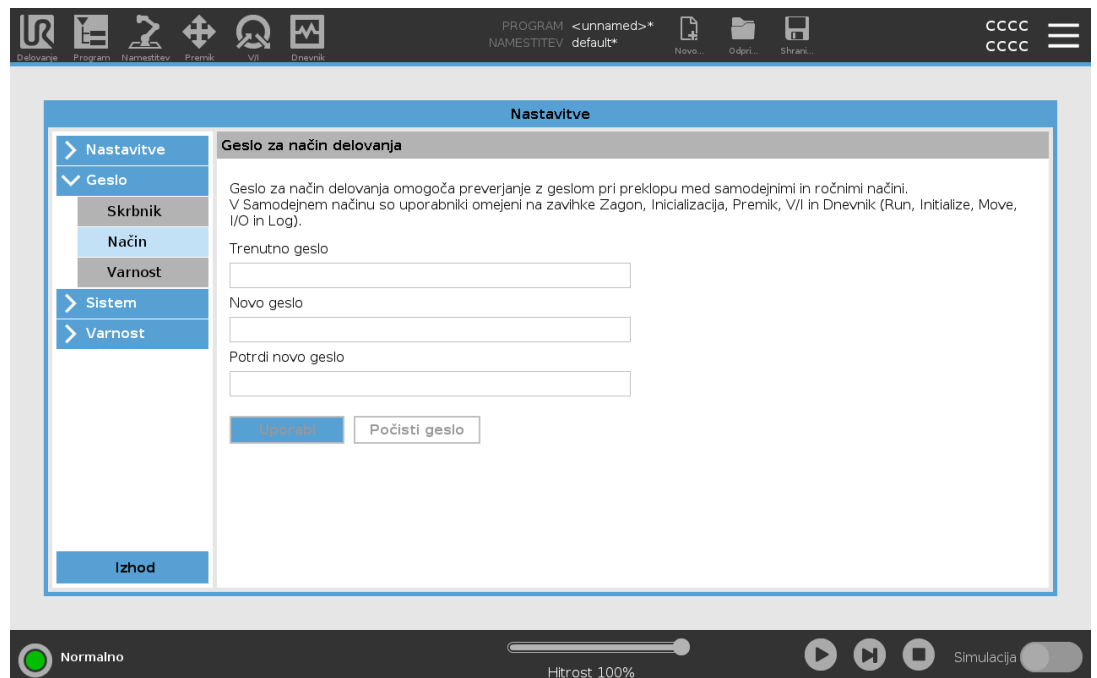 UR
PROGRAM <unnamed>*
NAMESTITEV default*
CCCC
CCCC
Delovanje Program Namestitev Premik V/I Dnevnik Novo... Odpri... Shrani...
Nastavitve
Nastavitve
Geslo
Skrbnik
Način
Varnost
Sistem
Varnost
Izhod
Geslo za način delovanja
Geslo za način delovanja omogoča preverjanje z geslom pri preklopu med samodejnimi in ročnimi načini.
V Samodejnem načinu so uporabniki omejeni na zavihke Zagon, Inicializacija, Premik, V/I in Dnevnik (Run, Initialize, Move,
I/O in Log).
Trenutno geslo
Novo geslo
Potrdi novo geslo
Uporabi Počisti geslo
Normalno
Hitrost 100%
Simulacija